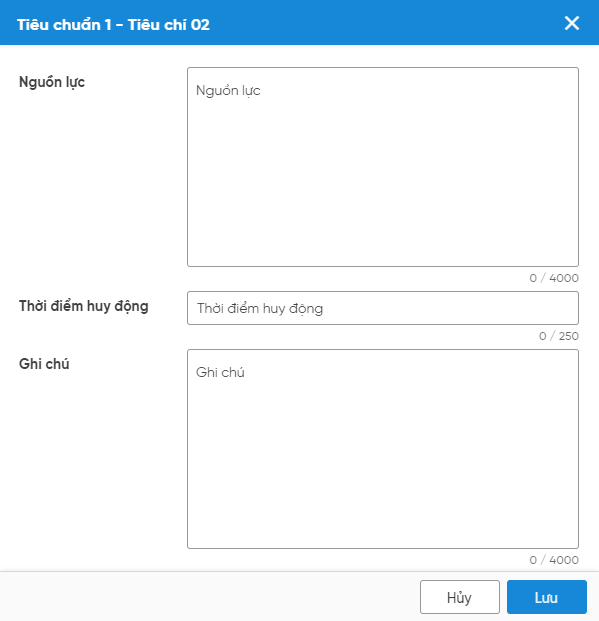 Tiêu chuẩn 1 - Tiêu chí 02
Nguồn lực
Nguồn lực
0 / 4000
Thời điểm huy động
Thời điểm huy động
0 / 250
Ghi chú
Ghi chú
0 / 4000
Hủy
Lưu